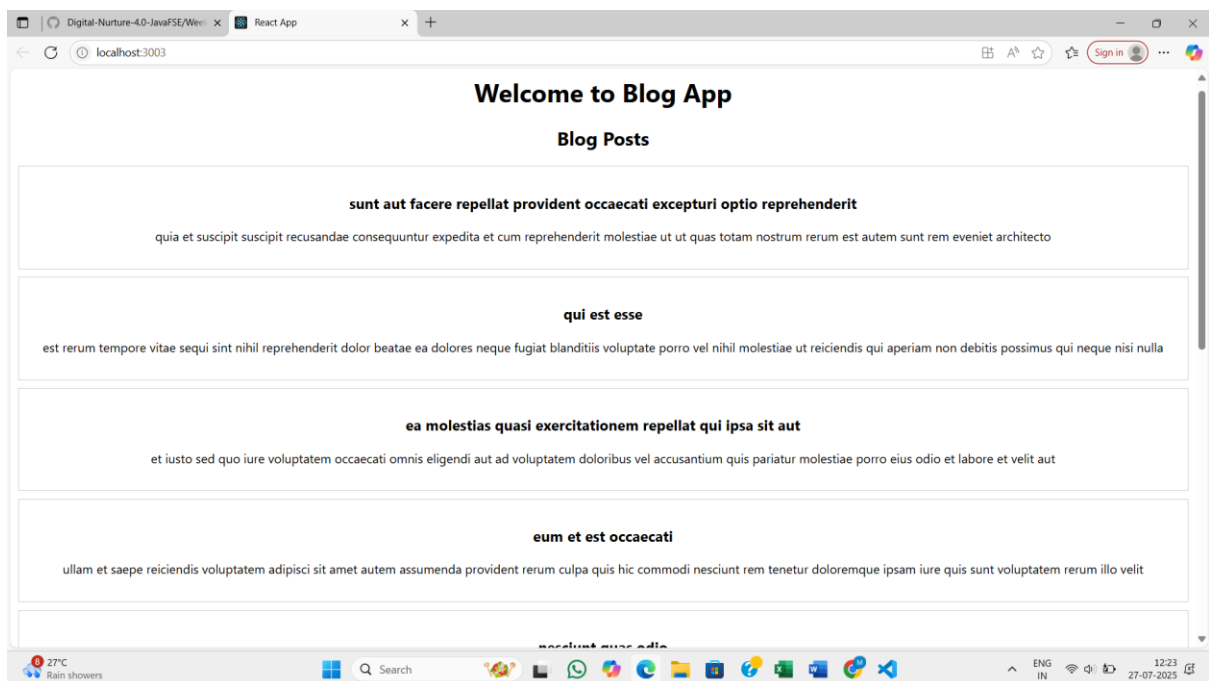 Digital-Nurture-4.0-JavaFSE/Wee
React App
localhost:3003
Sign in
Welcome to Blog App
Blog Posts
sunt aut facere repellat provident occaecati excepturi optio reprehenderit
quia et suscipit suscipit recusandae consequuntur expedita et cum reprehenderit molestiae ut ut quas totam nostrum rerum est autem sunt rem eveniet architecto
qui est esse
est rerum tempore vitae sequi sint nihil reprehenderit dolor beatae ea dolores neque fugiat blanditiis voluptate porro vel nihil molestiae ut reiciendis qui aperiam non debitis possimus qui neque nisi nulla
ea molestias quasi exercitationem repellat qui ipsa sit aut
et iusto sed quo iure voluptatem occaecati omnis eligendi aut ad voluptatem doloribus vel accusantium quis pariatur molestiae porro eius odio et labore et velit aut
eum et est occaecati
ullam et saepe reiciendis voluptatem adipisci sit amet autem assumenda provident rerum culpa quis hic commodi nesciunt rem tenetur doloremque ipsam iure quis sunt voluptatem rerum illo velit
nesciunt quas odio
8
27°C
Rain showers
Search
ENG
IN
12:23
27-07-2025